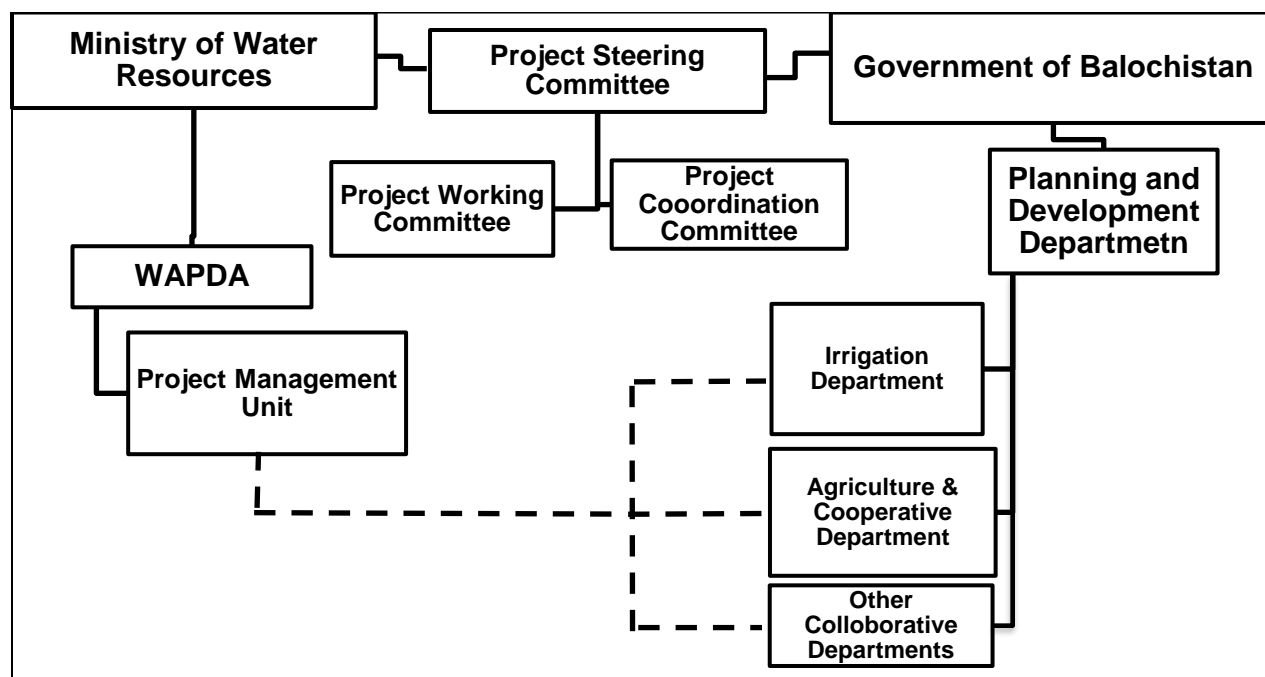 Ministry of Water
Resources
Project Steering
Committee
Government of Balochistan
Project Working
Committee
Project
Cooordination
Committee
Planning and
Development
Departmetn
WAPDA
Project Management
Unit
Irrigation
Department
Agriculture &
Cooperative
Department
Other
Colloborative
Departments